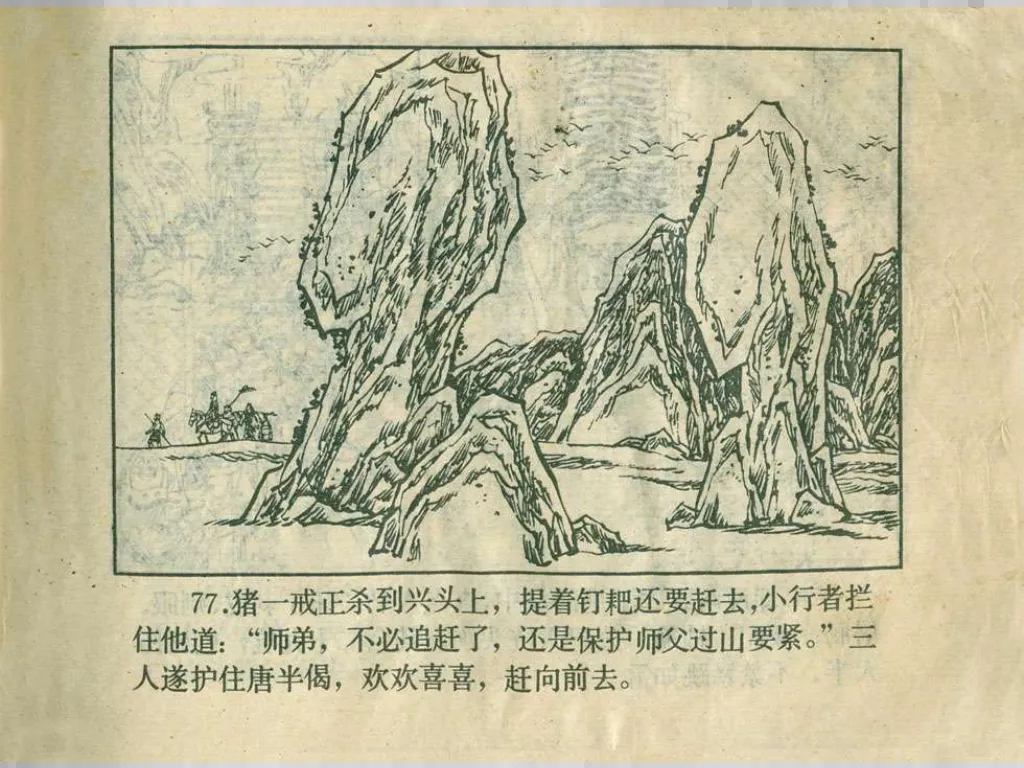 77.猪一戒正杀到兴头上，提着钉耙还要赶去，小行者拦
住他道：“师弟，不必追赶了，还是保护师父过山要紧。”三
人遂护住唐半偈，欢欢喜喜，赶向前去。